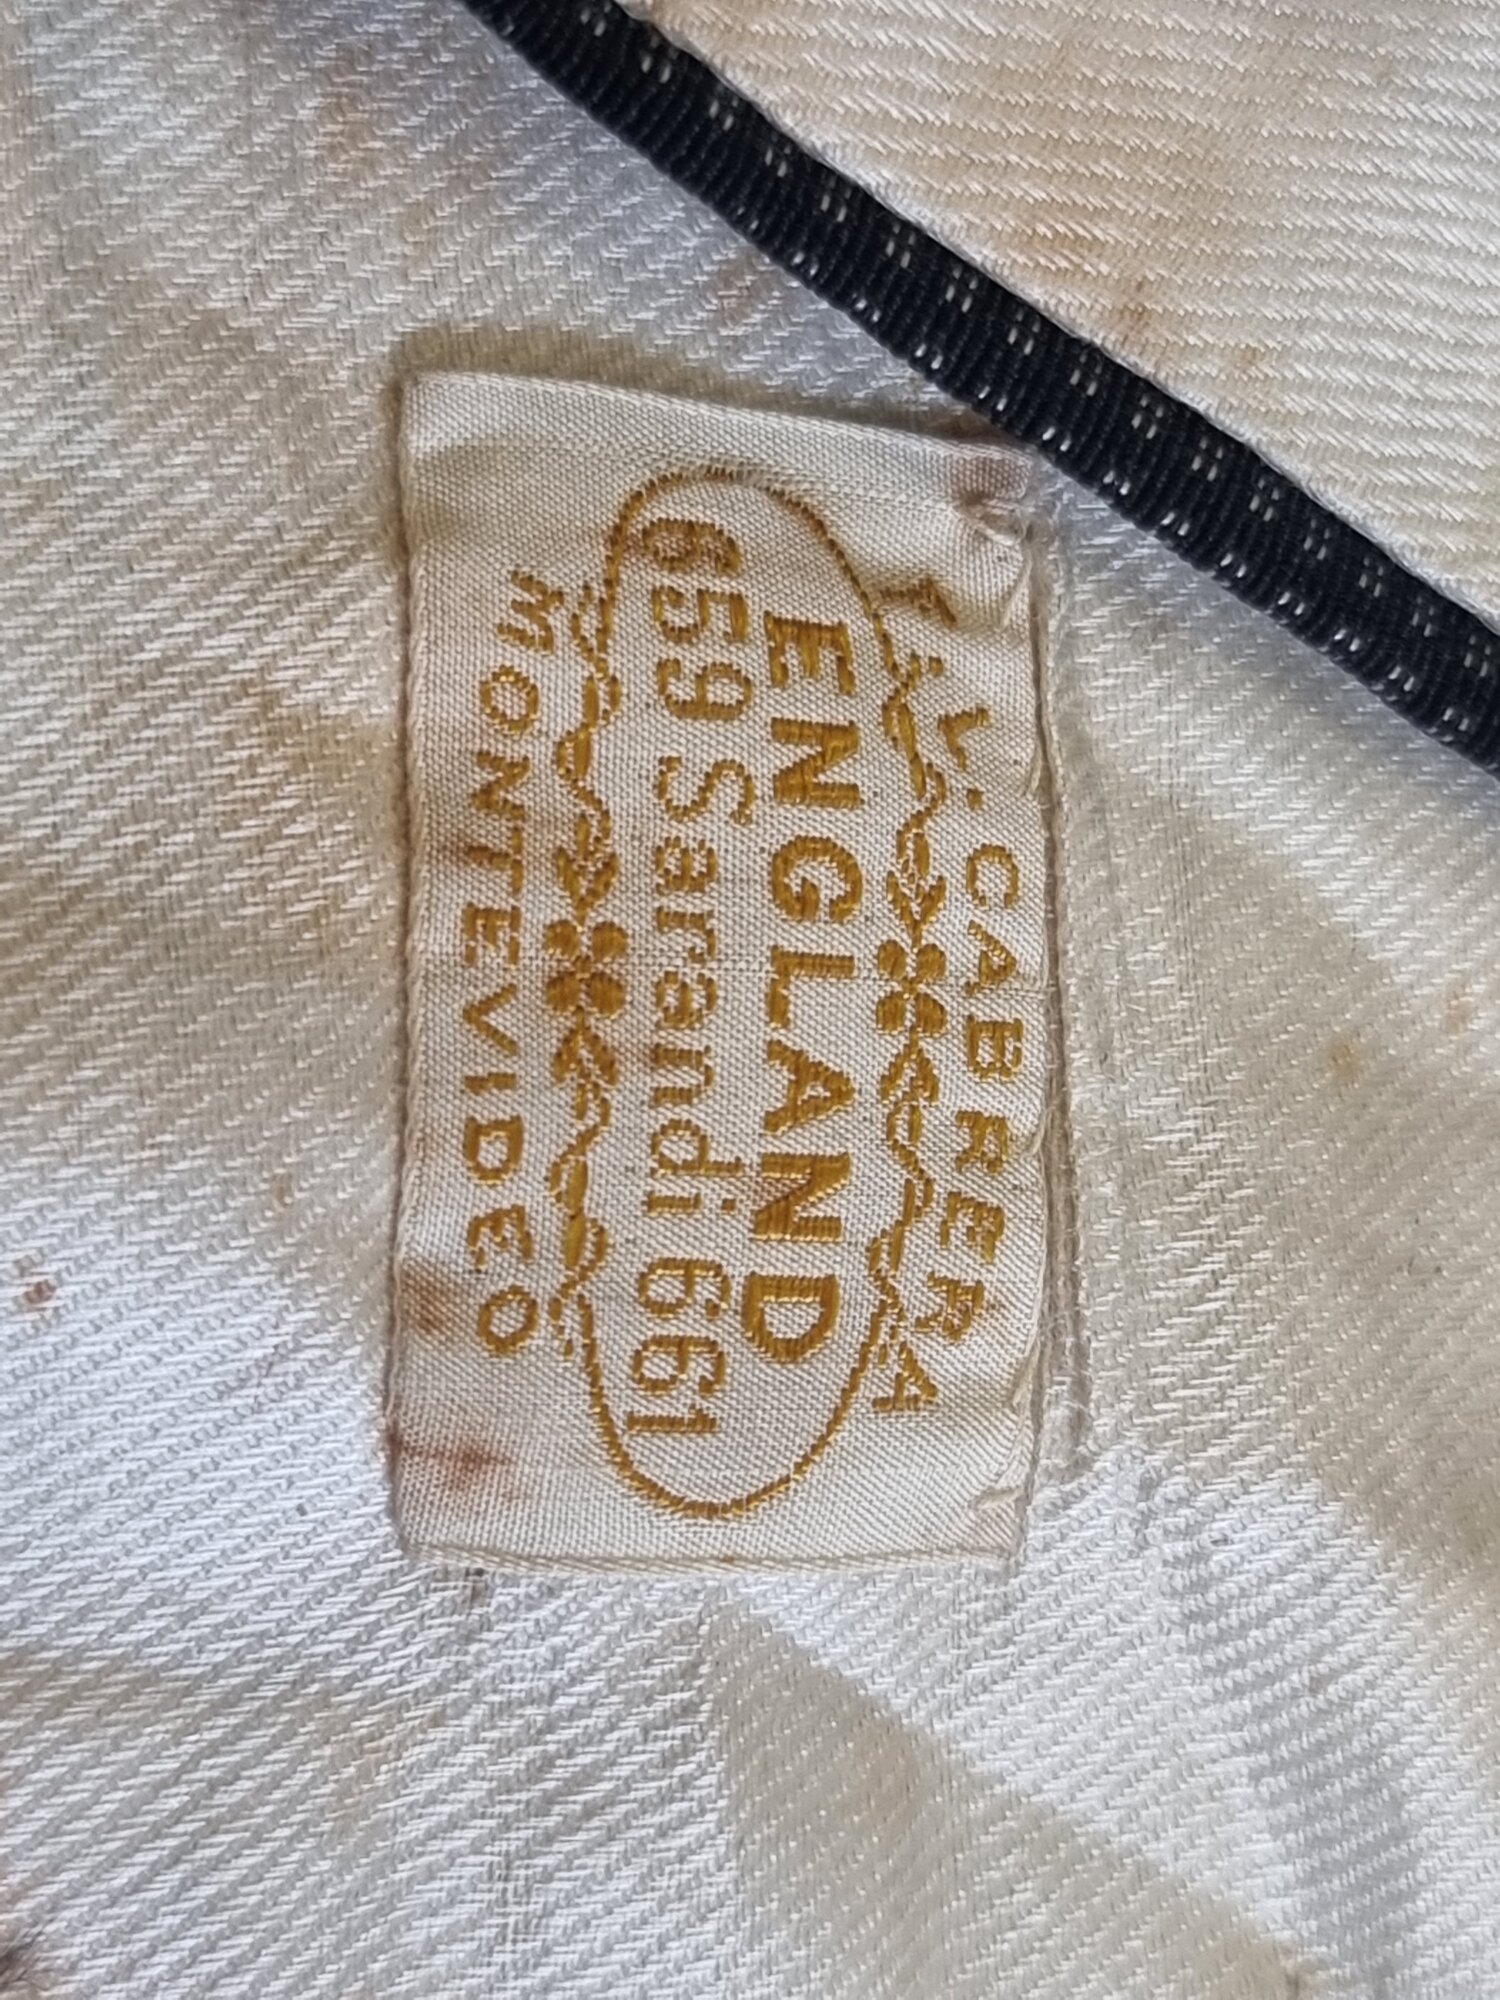 L. CABRERA
ENGLAND
659 Sarandi 661
MONTEVIDEO